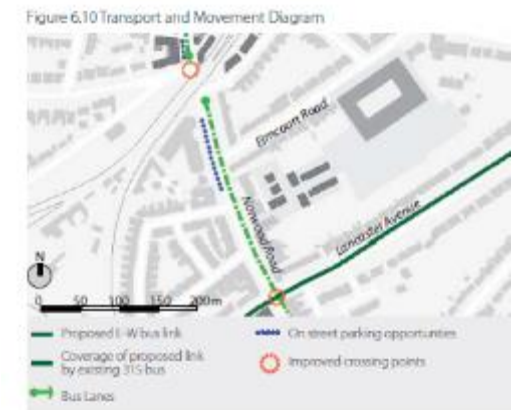 Figure 6.10 Transport and Movement Diagram
Elmcourt Road
Norwood Road
Lancaster Avenue
N
0 50 100 150 200m
Proposed E-W bus link
On street parking opportunities
Coverage of proposed link
by existing 315 bus
Improved crossing points
Bus Lanes